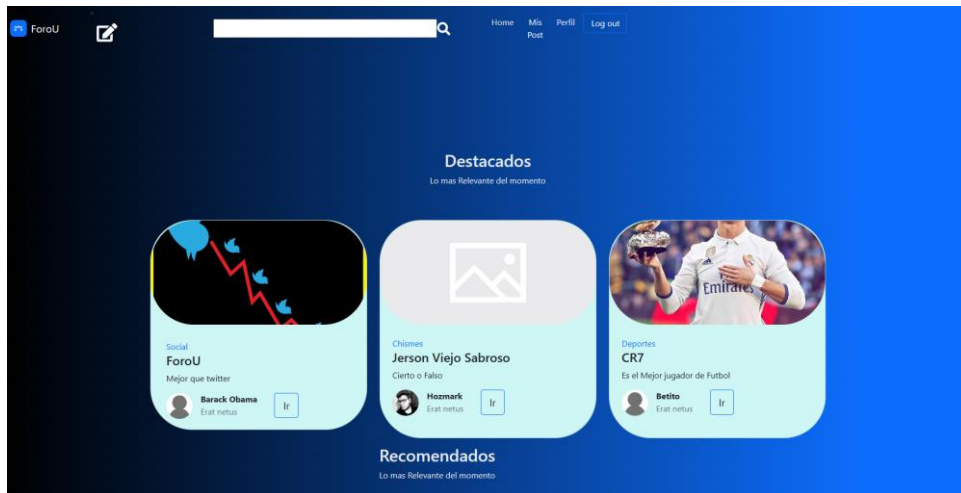 ForoU
Home Mis Post Perfil Log out
Destacados
Lo mas Relevante del momento
Social
ForoU
Mejor que twitter
Barack Obama
Erat netus
Ir
Chismes
Jerson Viejo Sabroso
Cierto o Falso
Hozmark
Erat netus
Ir
Emirates
Deportes
CR7
Es el Mejor jugador de Futbol
Betito
Erat netus
Ir
Recomendados
Lo mas Relevante del momento